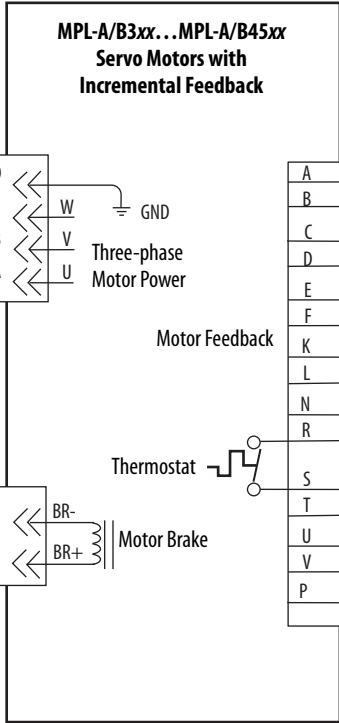 MPL-A/B3xx...MPL-A/B45xx
Servo Motors with
Incremental Feedback
W
GND
V
Three-phase
U
Motor Power
Motor Feedback
Thermostat
BR-
Motor Brake
BR+
A
B
C
D
E
F
K
L
N
R
S
T
U
V
P